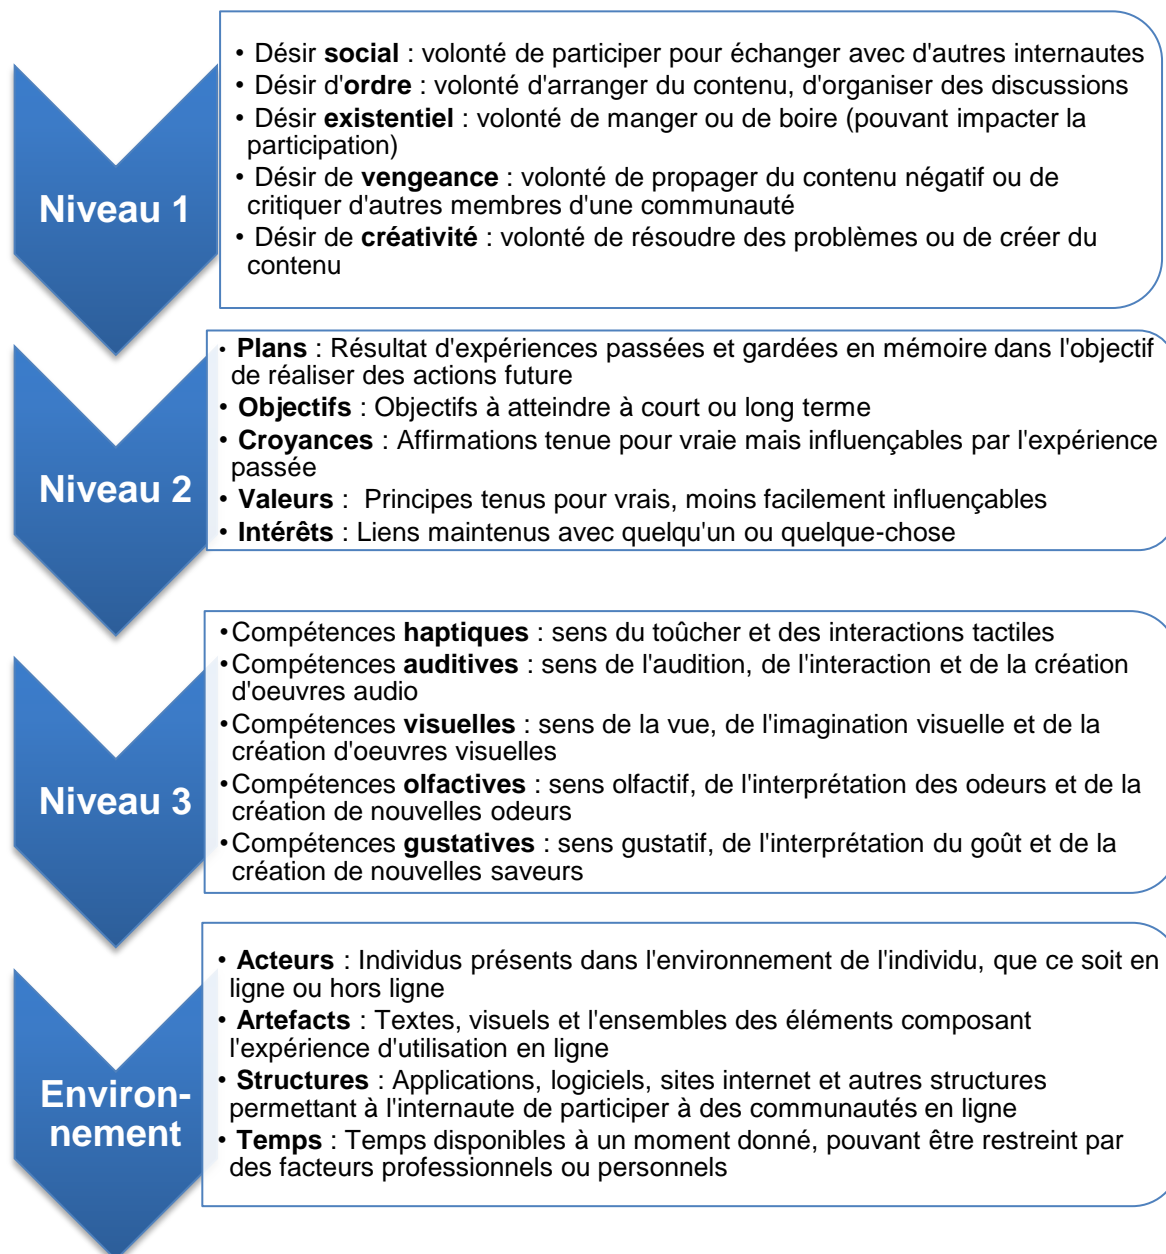 Niveau 1
• Désir social : volonté de participer pour échanger avec d'autres internautes
• Désir d'ordre : volonté d'arranger du contenu, d'organiser des discussions
• Désir existentiel : volonté de manger ou de boire (pouvant impacter la
participation)
• Désir de vengeance : volonté de propager du contenu négatif ou de
critiquer d'autres membres d'une communauté
• Désir de créativité : volonté de résoudre des problèmes ou de créer du
contenu
Niveau 2
• Plans : Résultat d'expériences passées et gardées en mémoire dans l'objectif
de réaliser des actions future
• Objectifs : Objectifs à atteindre à court ou long terme
• Croyances : Affirmations tenue pour vraie mais influençables par l'expérience
passée
• Valeurs :  Principes tenus pour vrais, moins facilement influençables
• Intérêts : Liens maintenus avec quelqu'un ou quelque-chose
Niveau 3
•Compétences haptiques : sens du toûcher et des interactions tactiles
•Compétences auditives : sens de l'audition, de l'interaction et de la création
d'oeuvres audio
•Compétences visuelles : sens de la vue, de l'imagination visuelle et de la
création d'oeuvres visuelles
•Compétences olfactives : sens olfactif, de l'interprétation des odeurs et de la
création de nouvelles odeurs
•Compétences gustatives : sens gustatif, de l'interprétation du goût et de la
création de nouvelles saveurs
Environ-
nement
• Acteurs : Individus présents dans l'environnement de l'individu, que ce soit en
ligne ou hors ligne
• Artefacts : Textes, visuels et l'ensembles des éléments composant
l'expérience d'utilisation en ligne
• Structures : Applications, logiciels, sites internet et autres structures
permettant à l'internaute de participer à des communautés en ligne
• Temps : Temps disponibles à un moment donné, pouvant être restreint par
des facteurs professionnels ou personnels